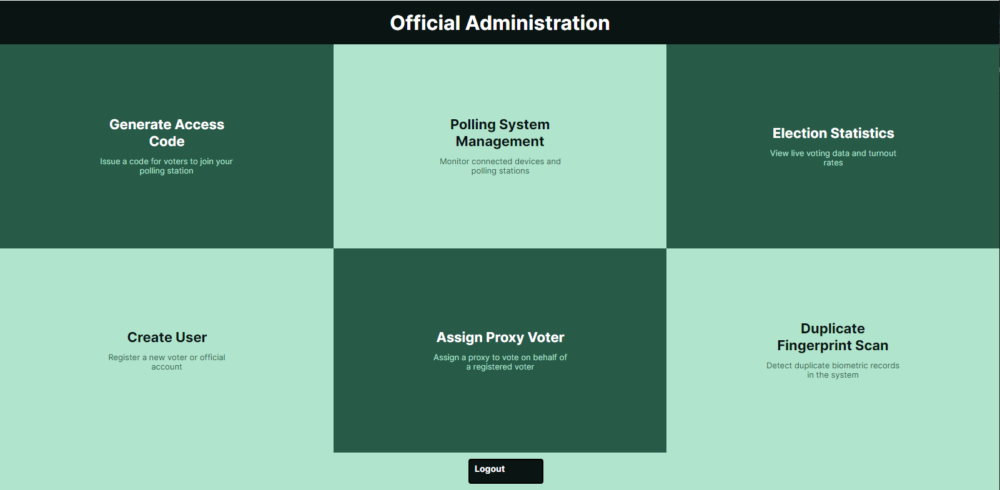 Official Administration
Generate Access
Code
Issue a code for voters to join your
polling station
Polling System
Management
Monitor connected devices and
polling stations
Election Statistics
View live voting data and turnout
rates
Create User
Register a new voter or official
account
Assign Proxy Voter
Assign a proxy to vote on behalf of
a registered voter
Duplicate
Fingerprint Scan
Detect duplicate biometric records
in the system
Logout